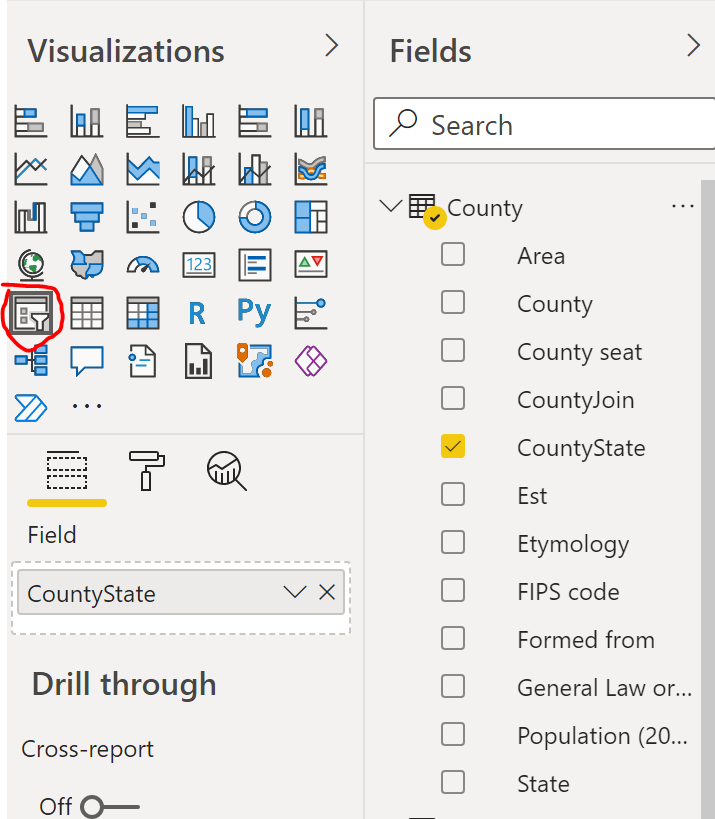 Visualizations
Fields
Search
123
R
Py
County
...
Area
County
County seat
CountyJoin
CountyState
Est
Etymology
FIPS code
Formed from
General Law or...
Population (20...
State
...
Field
CountyState
Drill through
Cross-report
Off